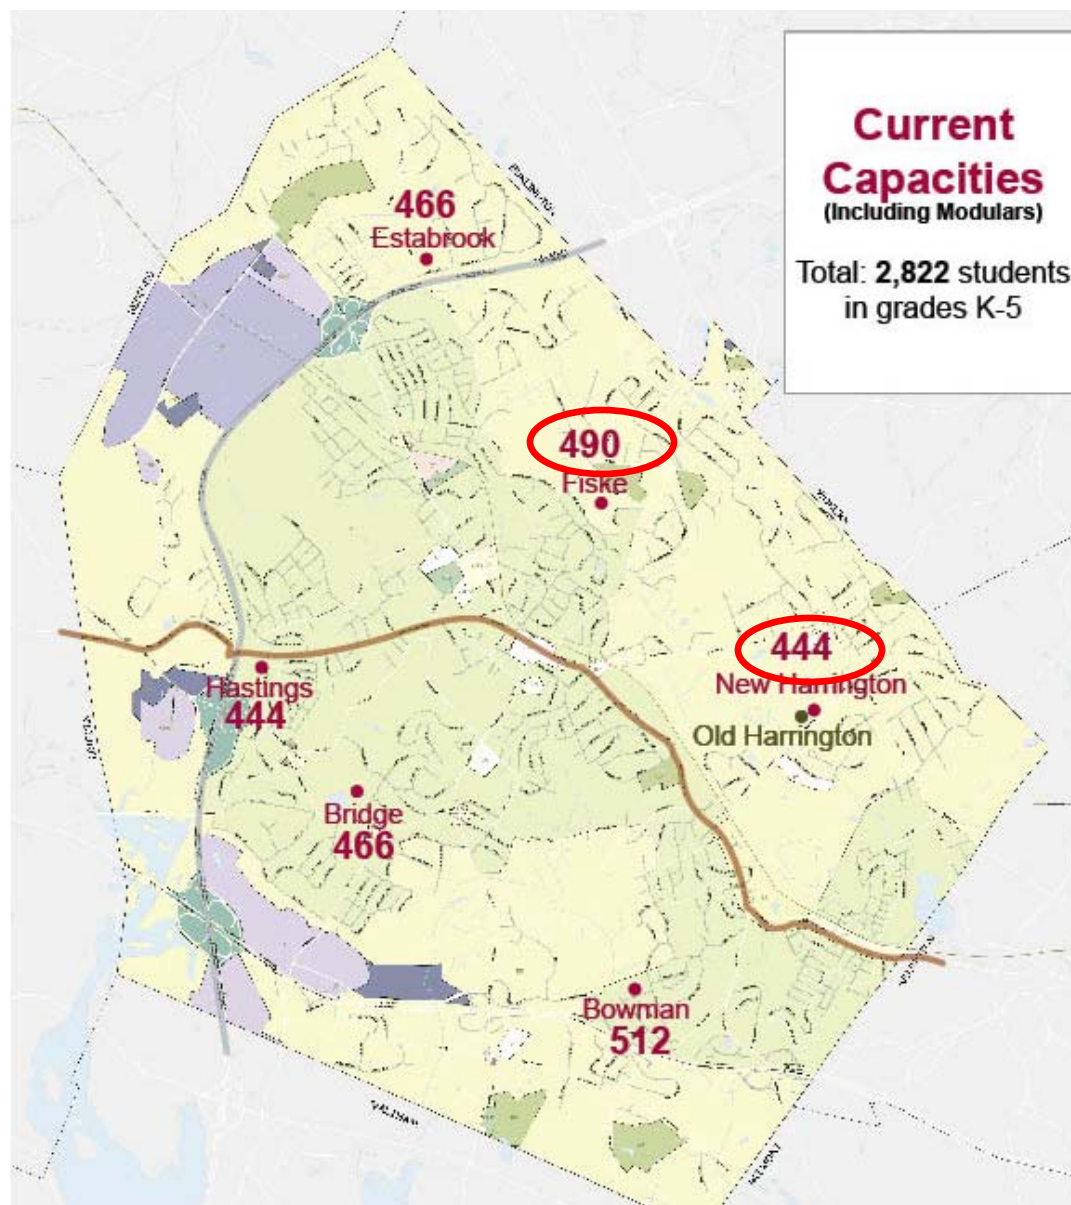 Current
Capacities
(Including Modulars)
Total: 2,822 students
in grades K-5
466
Estabrook
490
Fiske
444
New Harrington
Old Harrington
Hastings
444
Bridge
466
Bowman
512